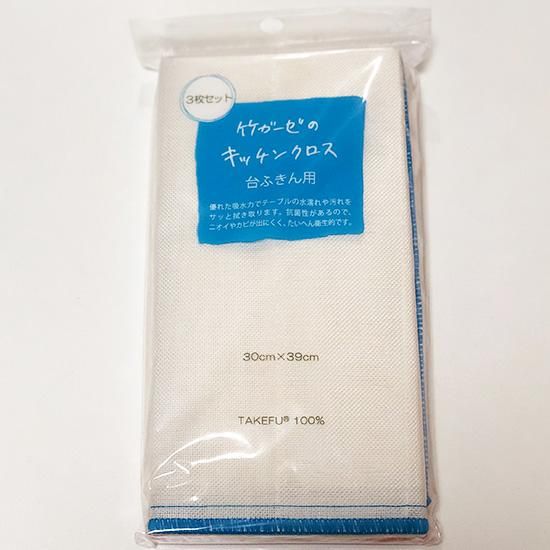 3枚セット
竹ガーゼの
キッチンクロス
台ふきん用
優れた吸水力でテーブルの水濡れや汚れを
サッと拭き取ります。抗菌性があるので、
ニオイやカビが出にくく、たいへん衛生的です。
30cm×39cm
TAKEFU® 100%